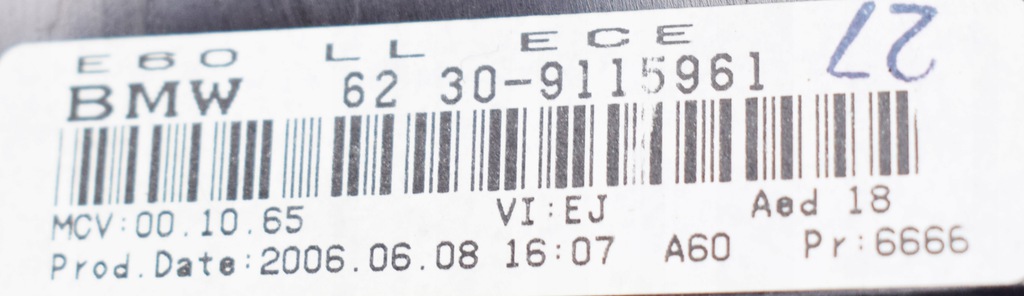 E60 LL ECE
27
BMW 62 30-9115961
MCV:00.10.65 VI:EJ Aed 18
Prod.Date:2006.06.08 16:07 A60 Pr:6666